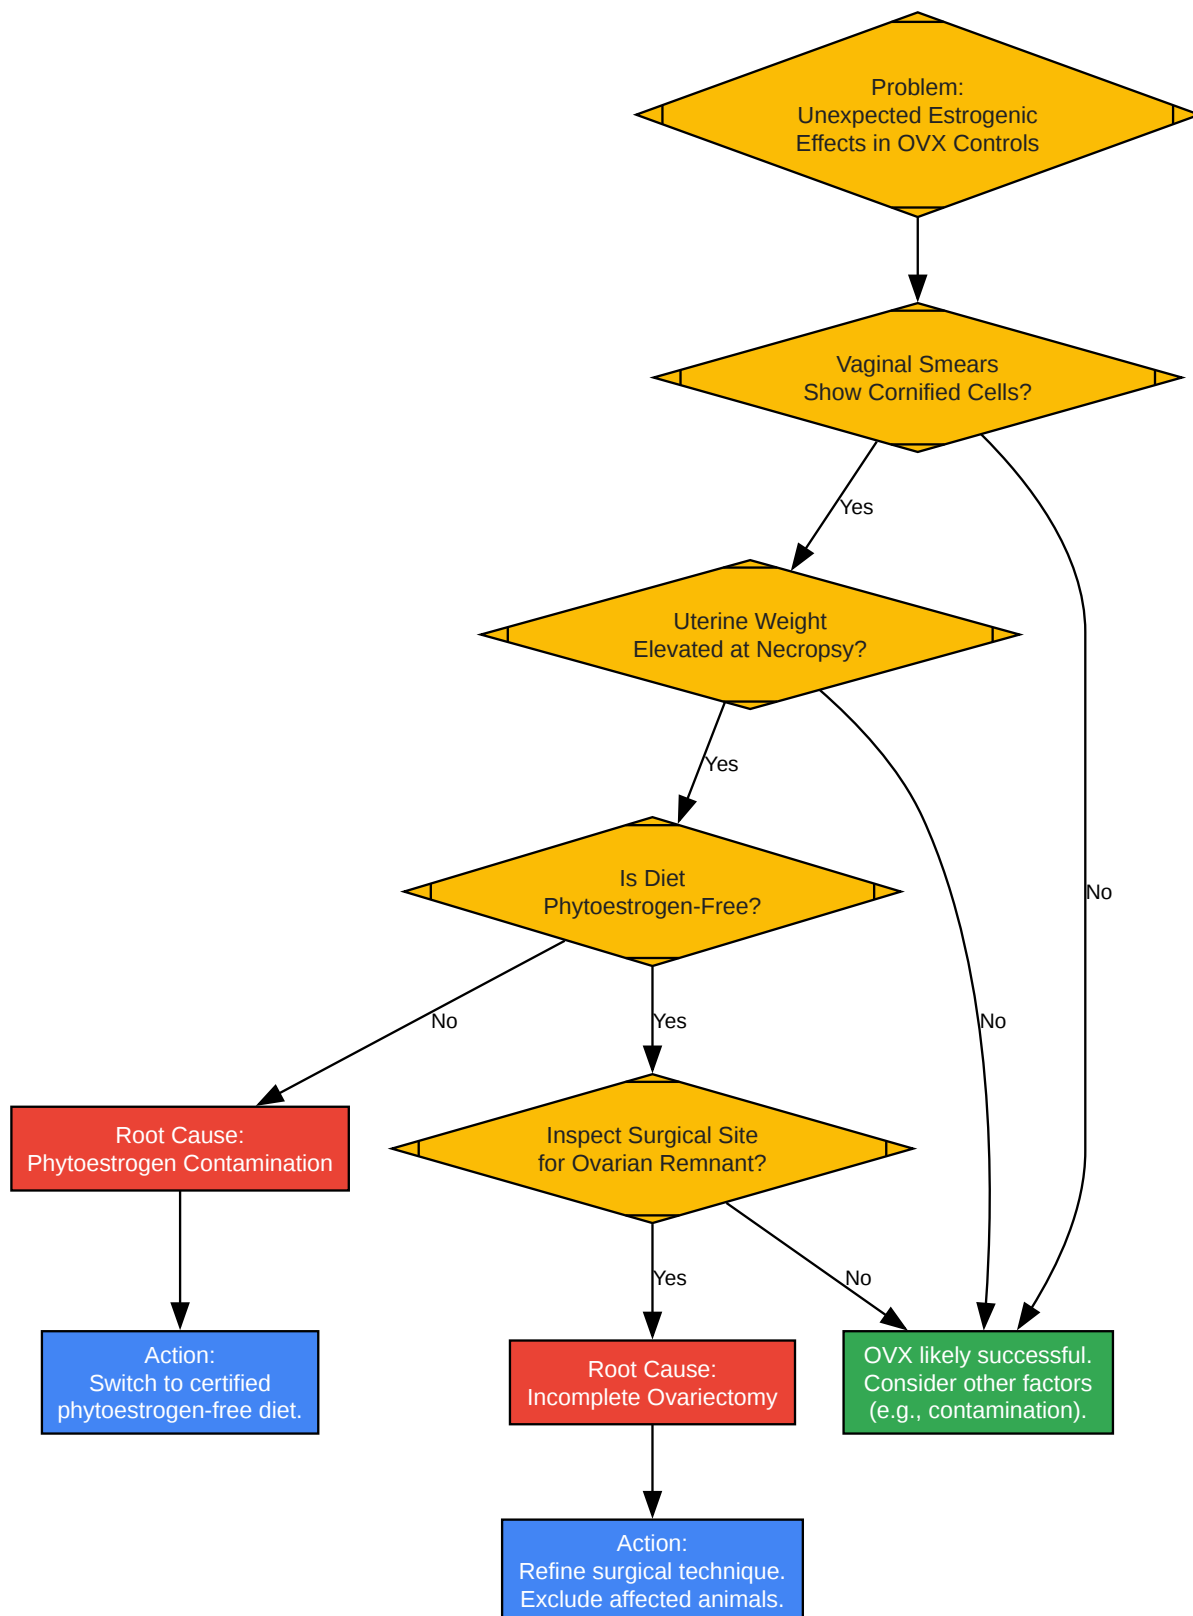 Problem:
Unexpected Estrogenic
Effects in OVX Controls
Vaginal Smears
Show Cornified Cells?
Yes
No
Uterine Weight
Elevated at Necropsy?
Yes
No
Is Diet
Phytoestrogen-Free?
No
Yes
Root Cause:
Phytoestrogen Contamination
Inspect Surgical Site
for Ovarian Remnant?
Yes
No
Action:
Switch to certified
phytoestrogen-free diet.
Root Cause:
Incomplete Ovariectomy
OVX likely successful.
Consider other factors
(e.g., contamination).
Action:
Refine surgical technique.
Exclude affected animals.